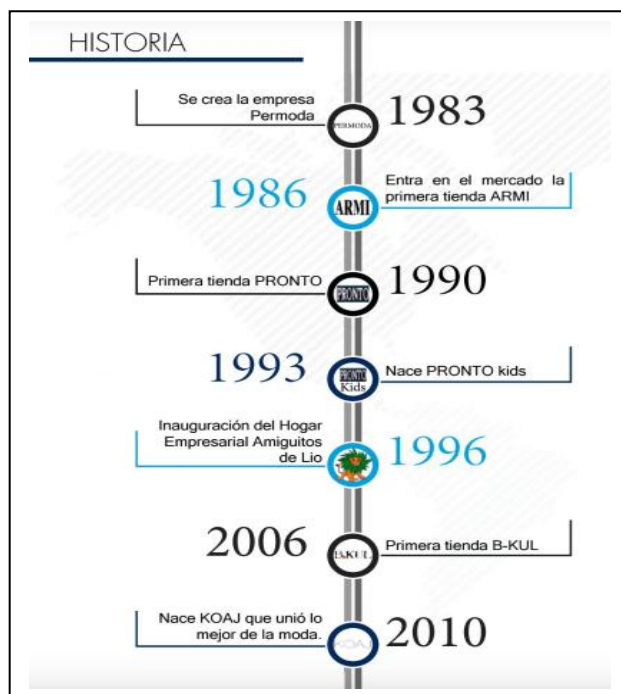 HISTORIA
Se crea la empresa
Permoda
PERMODA
1983
1986
ARMI
Entra en el mercado la
primera tienda ARMI
Primera tienda PRONTO
PRONTO
1990
1993
PRONTO
Kids
Nace PRONTO kids
Inauguración del Hogar
Empresarial Amiguitos
de Lio
1996
2006
B.KUL
Primera tienda B-KUL
Nace KOAJ que unió lo
mejor de la moda.
KOAJ
2010